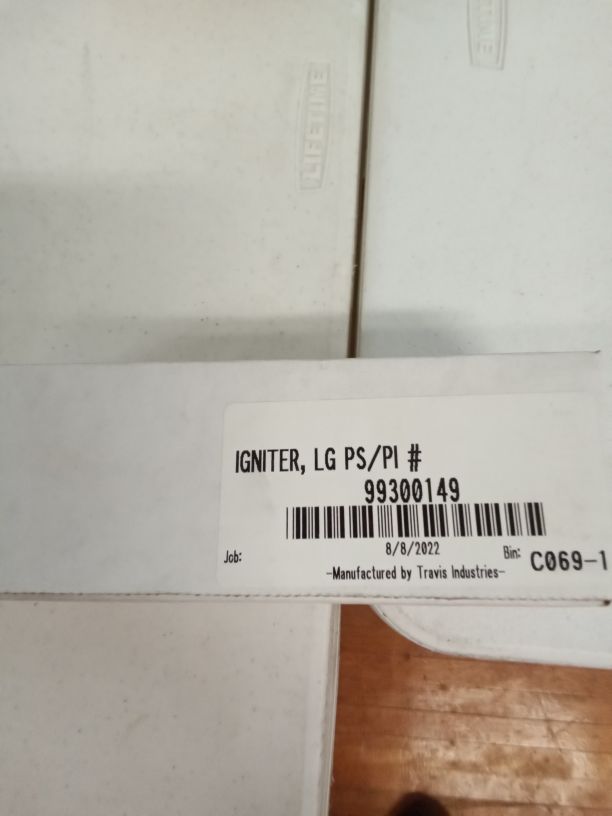 LIFETIME
LIFETIME
IGNITER, LG PS/PI #
99300149
8/8/2022
Job:
Bin: C069-1
-Manufactured by Travis Industries-